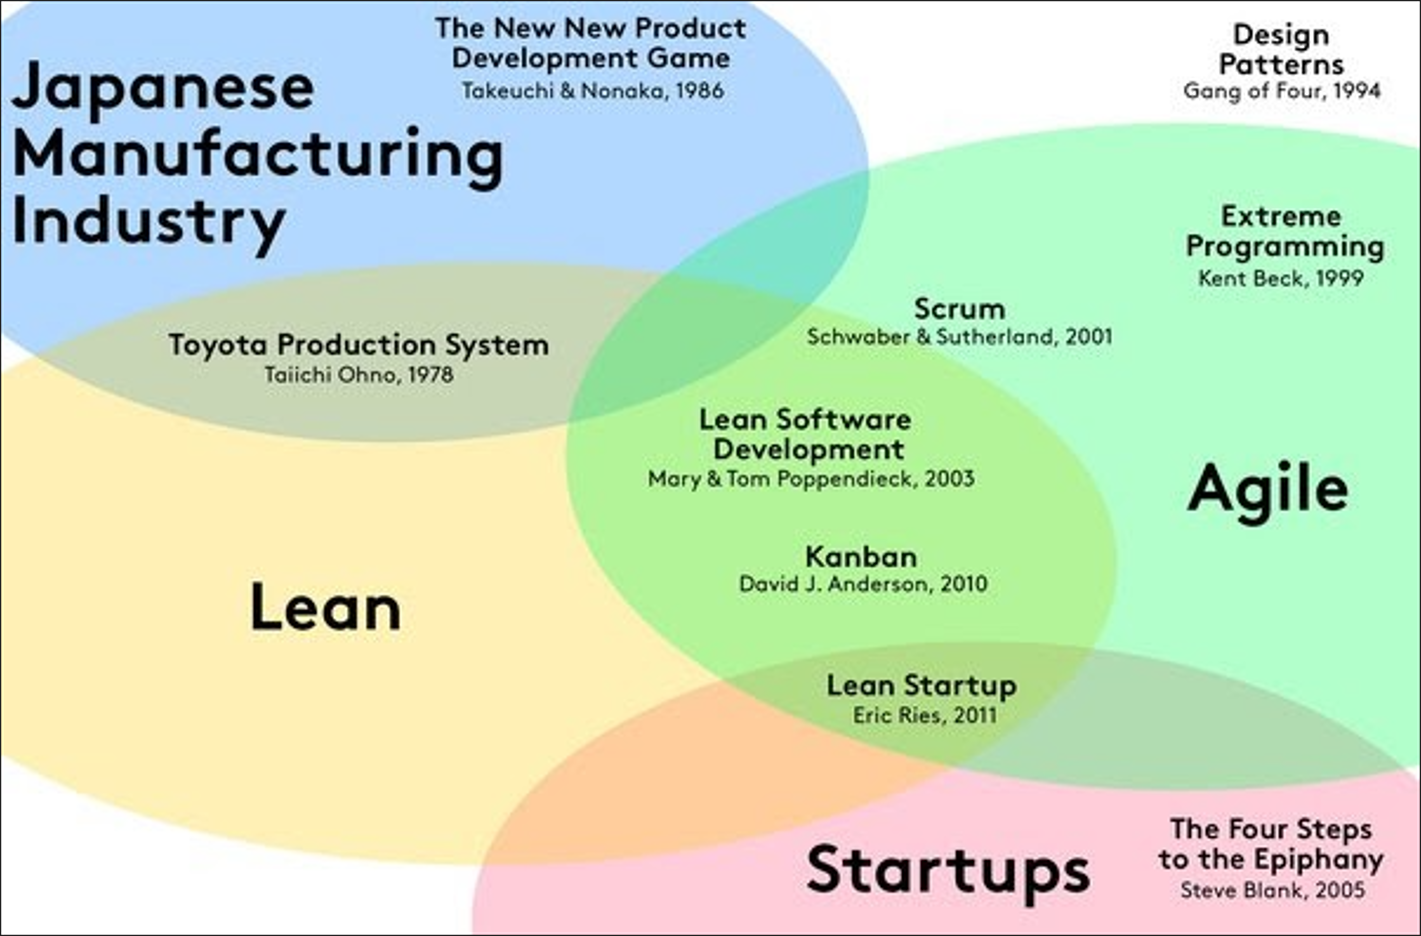 The New New Product
Development Game
Takeuchi & Nonaka, 1986
Design
Patterns
Gang of Four, 1994
Japanese
Manufacturing
Industry
Extreme
Programming
Kent Beck, 1999
Scrum
Schwaber & Sutherland, 2001
Toyota Production System
Taiichi Ohno, 1978
Lean Software
Development
Mary & Tom Poppendieck, 2003
Agile
Kanban
David J. Anderson, 2010
Lean
Lean Startup
Eric Ries, 2011
Startups
The Four Steps
to the Epiphany
Steve Blank, 2005